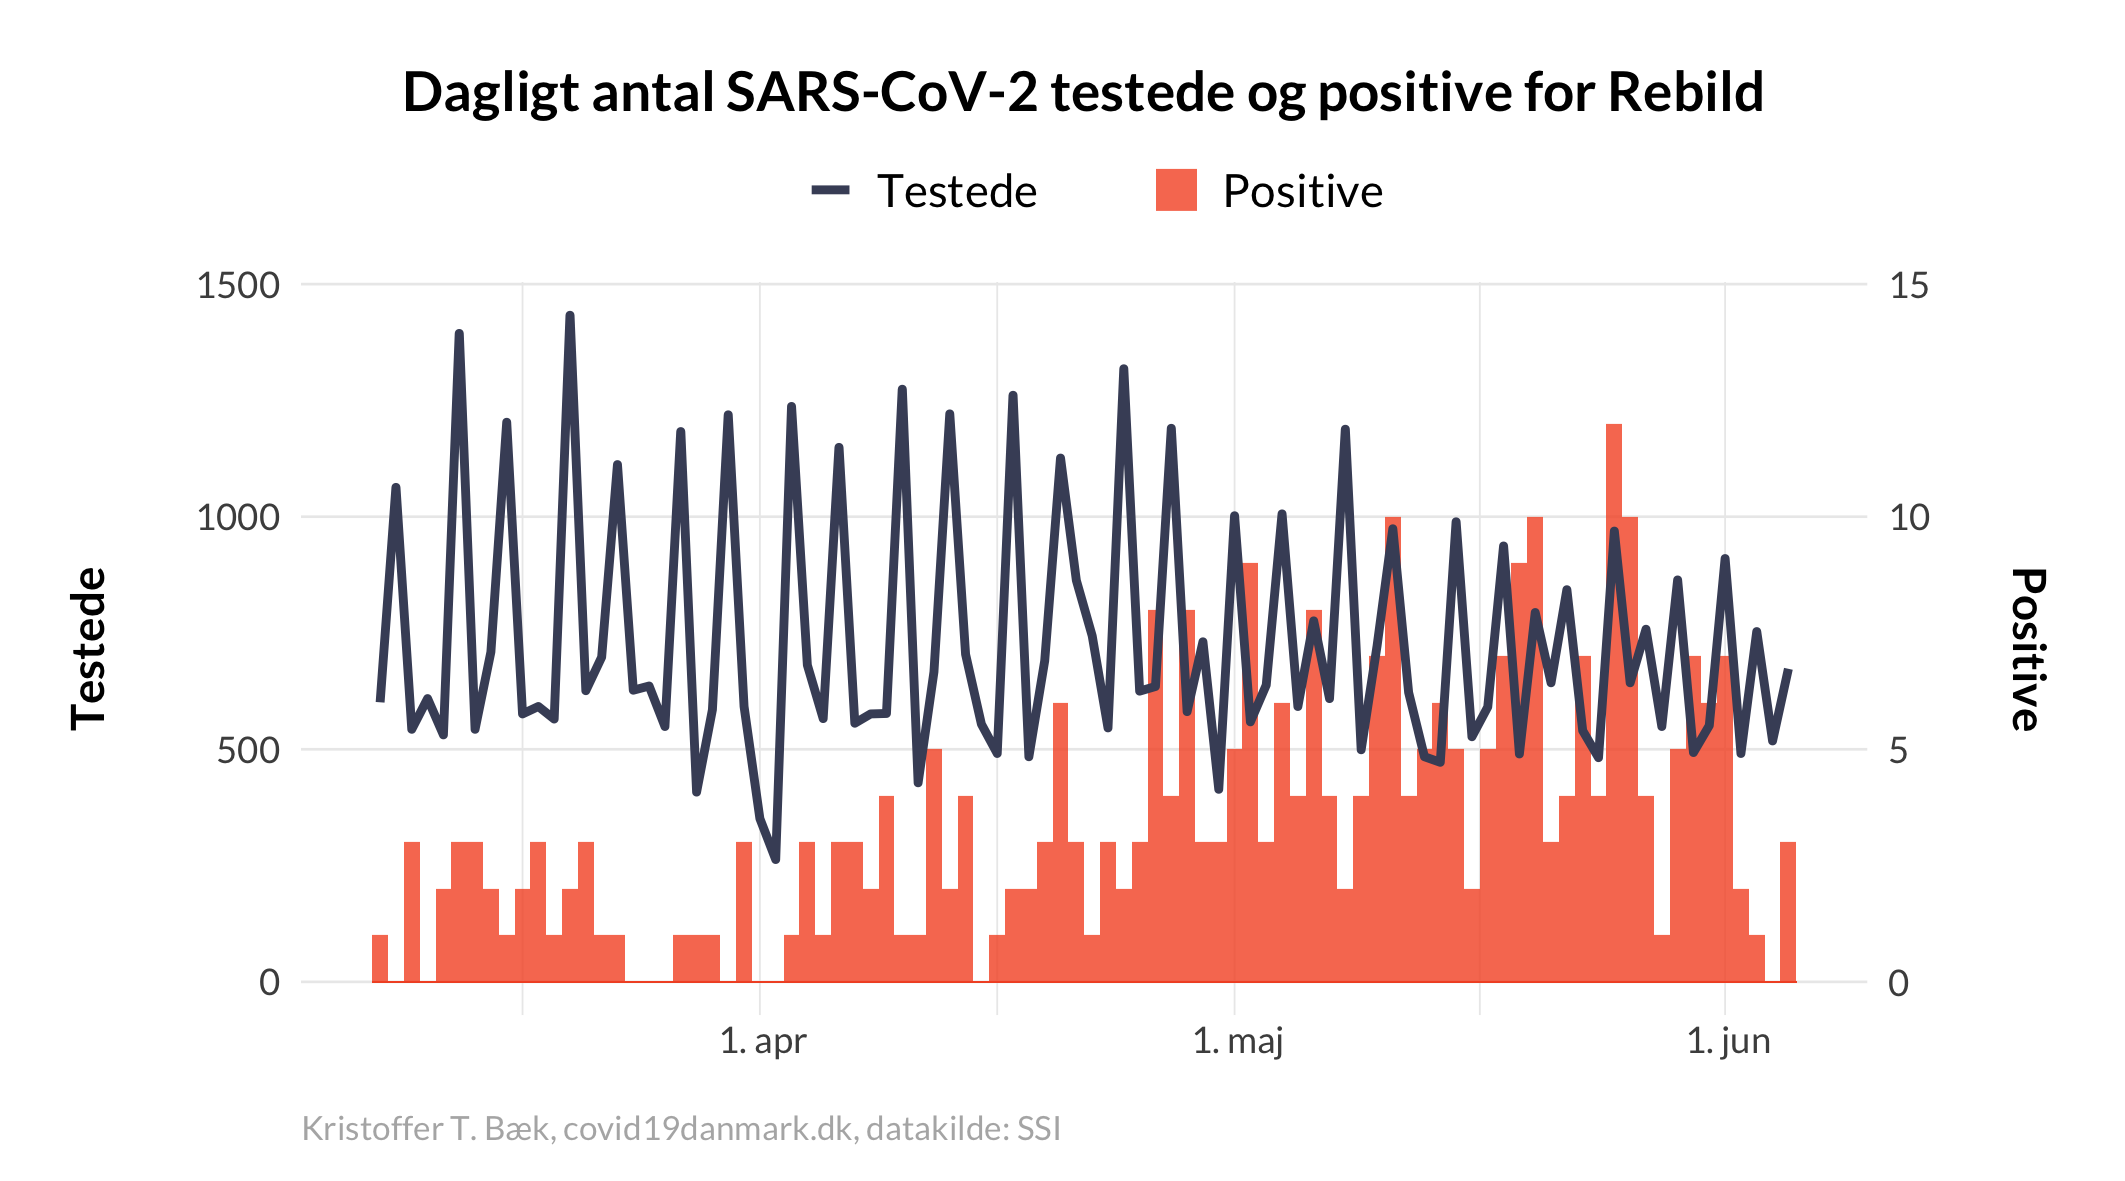 Dagligt antal SARS-CoV-2 testede og positive for Rebild
Testede
Positive
1500
1000
500
0
Testede
15
10
5
0
Positive
1. apr
1. maj
1. jun
Kristoffer T. Bæk, covid19danmark.dk, datakilde: SSI